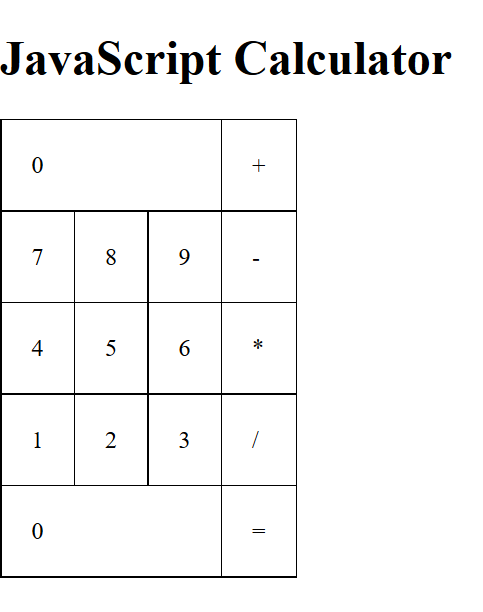 JavaScript Calculator
0 +
7 8 9 -
4 5 6 *
1 2 3 /
0 =